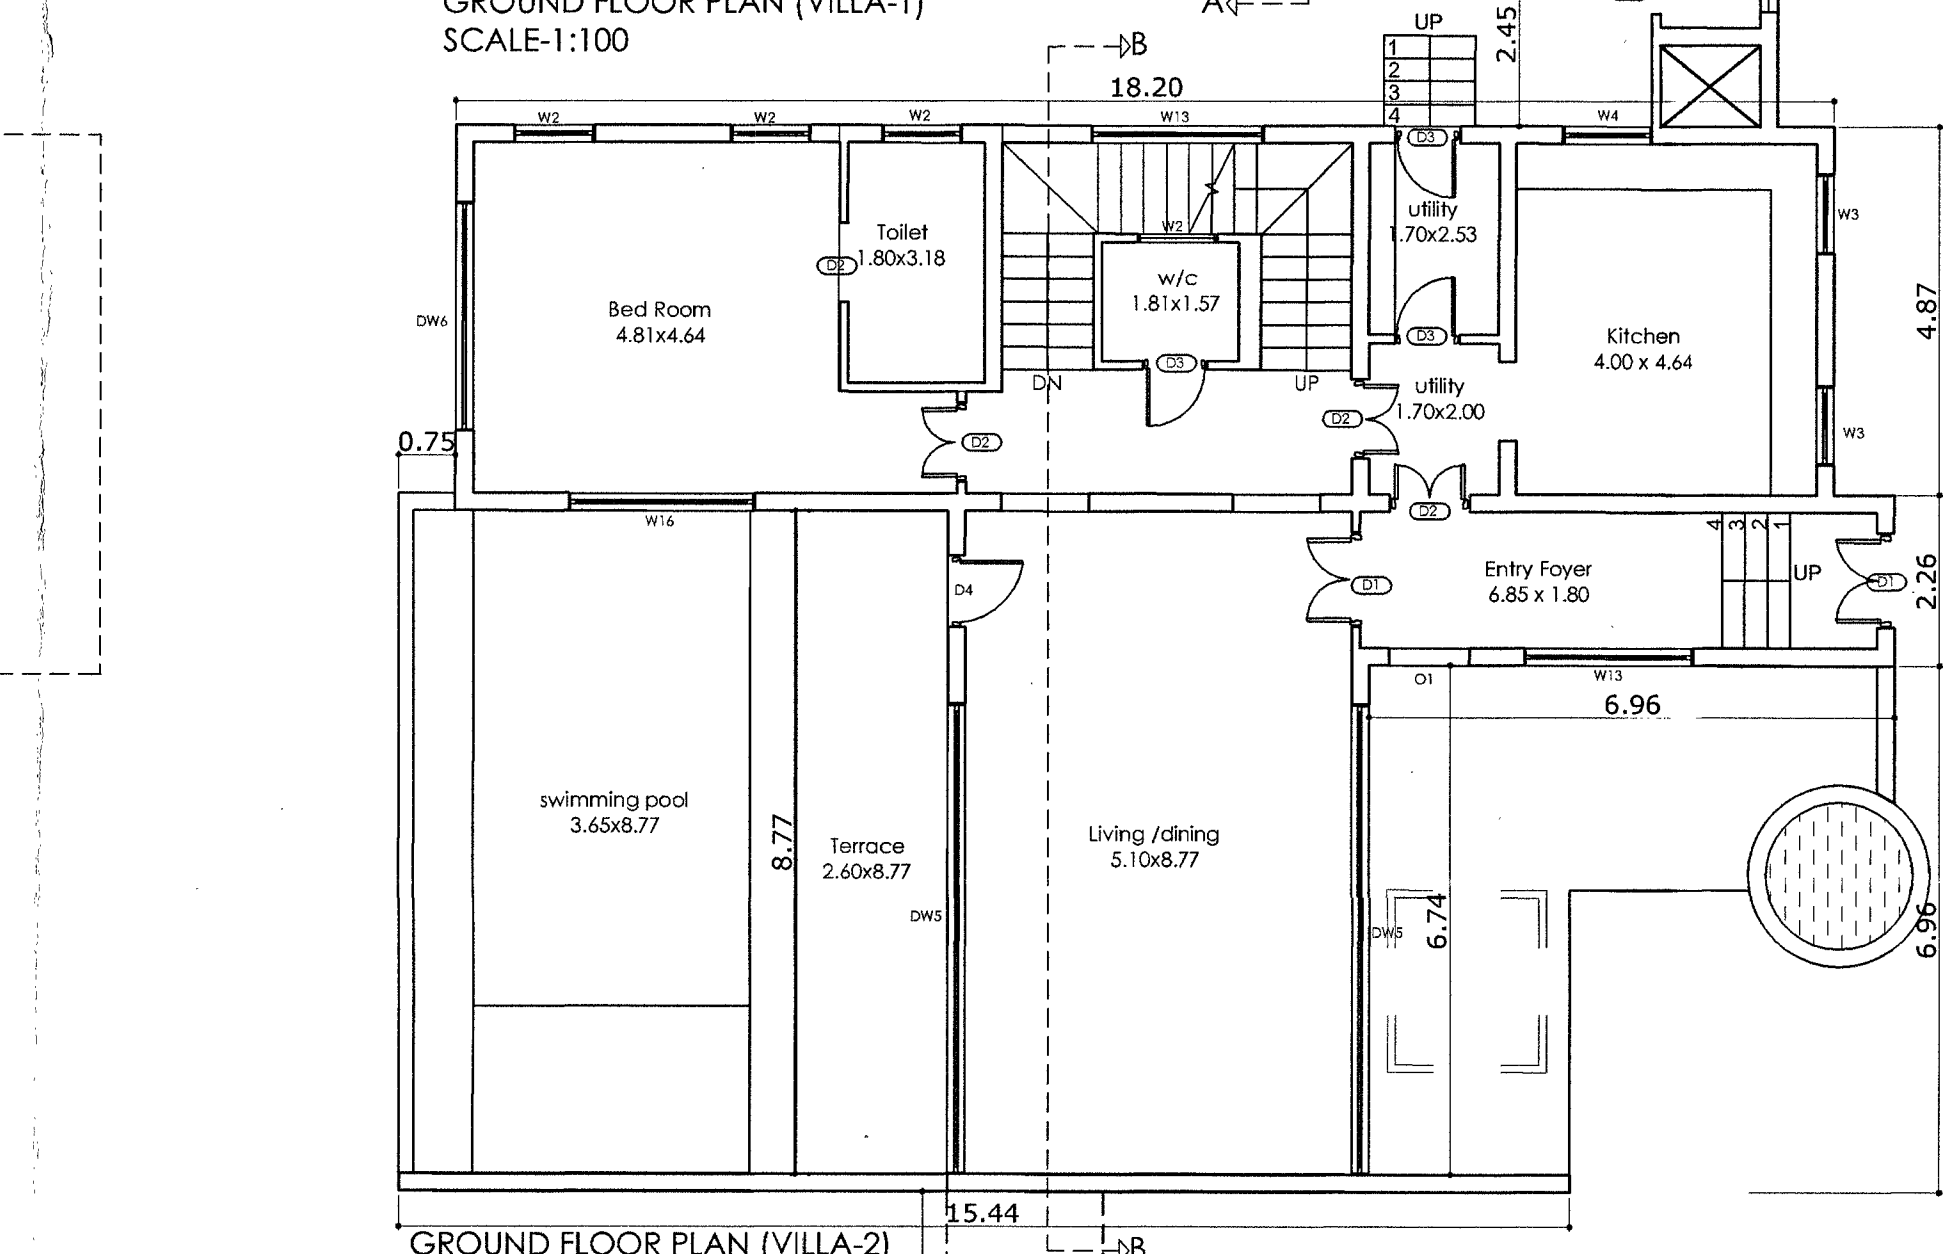 GROUND FLOOR PLAN (VILLA-1)
SCALE-1:100
A
UP
1
2
3
4
2.45
B
18.20
W2
W2
W2
W13
D3
W4
DW6
Bed Room
4.81x4.64
Toilet
1.80x3.18
D2
W2
w/c
1.81x1.57
D3
DN
UP
utility
1.70x2.53
D3
utility
1.70x2.00
Kitchen
4.00 x 4.64
W3
W3
4.87
0.75
D2
D2
D2
W16
D4
D1
Entry Foyer
6.85 x 1.80
4
3
2
1
UP
D1
2.26
O1
W13
6.96
swimming pool
3.65x8.77
8.77
Terrace
2.60x8.77
DW5
Living /dining
5.10x8.77
DW5
6.74
6.96
15.44
GROUND FLOOR PLAN (VILLA-2)
B